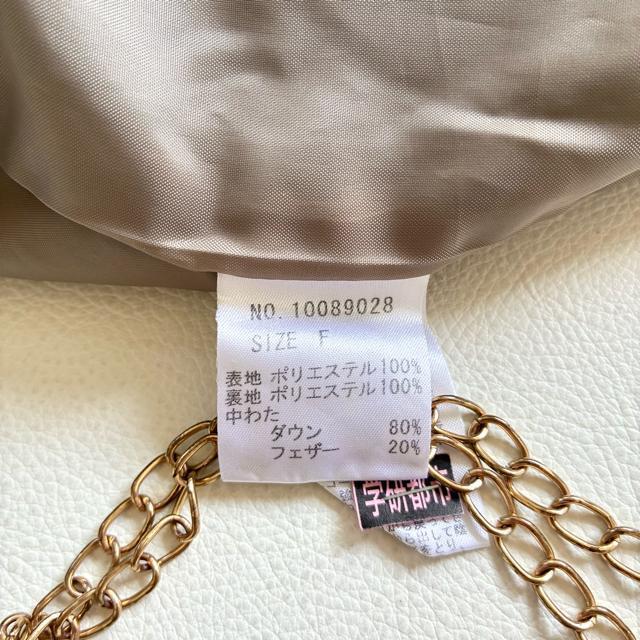 NO. 10089028
SIZE F
表地 ポリエステル100%
裏地 ポリエステル100%
中わた
ダウン 80%
フェザー 20%